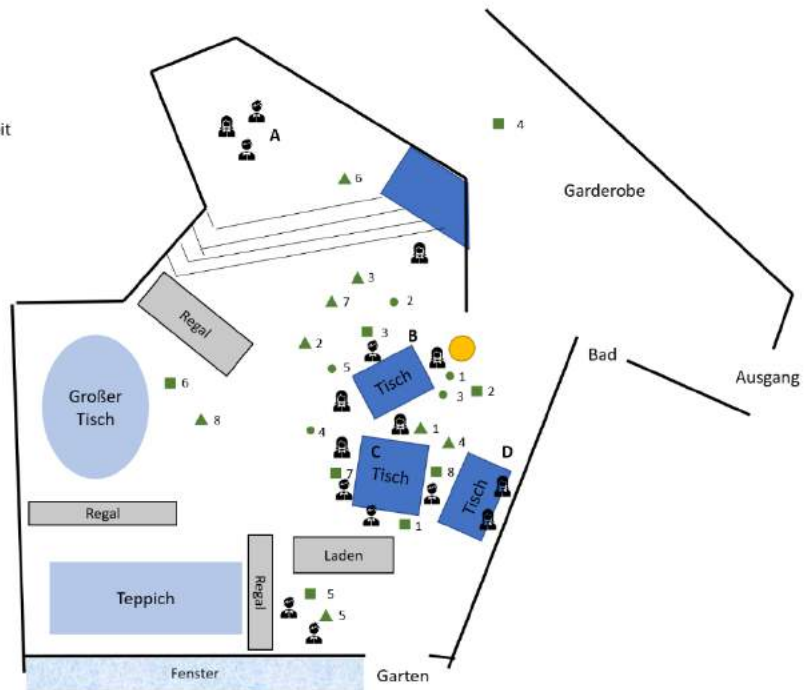 it
A
4
Garderobe
6
3
7
2
Regal
3
B
2
5
Tisch
1
3
2
Bad
Ausgang
Großer
Tisch
6
8
4
1
4
D
C
Tisch
7
8
Tisch
1
Regal
Laden
Regal
Teppich
5
5
Fenster
Garten